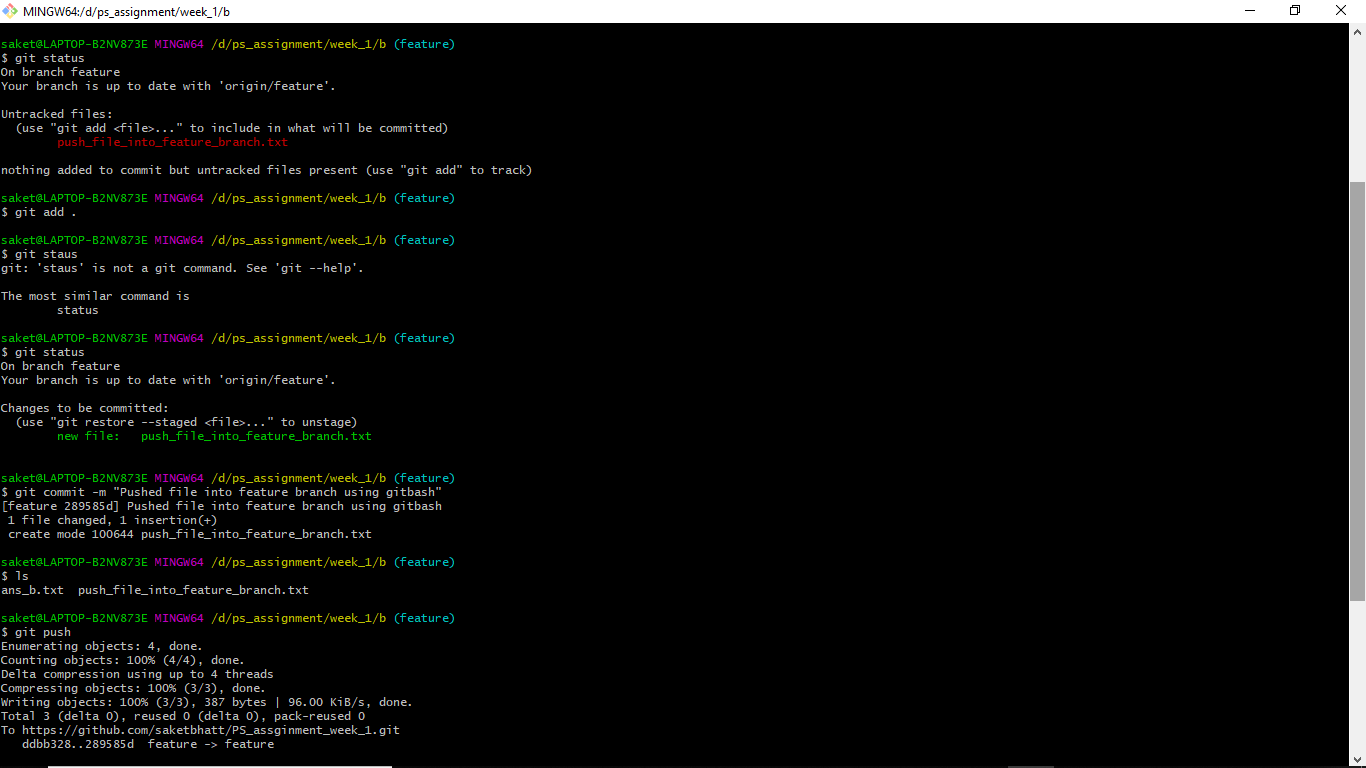 MINGW64:/d/ps_assignment/week_1/b
saket@LAPTOP-B2NV873E MINGW64 /d/ps_assignment/week_1/b (feature)
$ git status
On branch feature
Your branch is up to date with 'origin/feature'.
Untracked files:
  (use "git add <file>..." to include in what will be committed)
        push_file_into_feature_branch.txt
nothing added to commit but untracked files present (use "git add" to track)
saket@LAPTOP-B2NV873E MINGW64 /d/ps_assignment/week_1/b (feature)
$ git add .
saket@LAPTOP-B2NV873E MINGW64 /d/ps_assignment/week_1/b (feature)
$ git staus
git: 'staus' is not a git command. See 'git --help'.
The most similar command is
        status
saket@LAPTOP-B2NV873E MINGW64 /d/ps_assignment/week_1/b (feature)
$ git status
On branch feature
Your branch is up to date with 'origin/feature'.
Changes to be committed:
  (use "git restore --staged <file>..." to unstage)
        new file:   push_file_into_feature_branch.txt
saket@LAPTOP-B2NV873E MINGW64 /d/ps_assignment/week_1/b (feature)
$ git commit -m "Pushed file into feature branch using gitbash"
[feature 289585d] Pushed file into feature branch using gitbash
 1 file changed, 1 insertion(+)
 create mode 100644 push_file_into_feature_branch.txt
saket@LAPTOP-B2NV873E MINGW64 /d/ps_assignment/week_1/b (feature)
$ ls
ans_b.txt  push_file_into_feature_branch.txt
saket@LAPTOP-B2NV873E MINGW64 /d/ps_assignment/week_1/b (feature)
$ git push
Enumerating objects: 4, done.
Counting objects: 100% (4/4), done.
Delta compression using up to 4 threads
Compressing objects: 100% (3/3), done.
Writing objects: 100% (3/3), 387 bytes | 96.00 KiB/s, done.
Total 3 (delta 0), reused 0 (delta 0), pack-reused 0
To https://github.com/saketbhatt/PS_assginment_week_1.git
   ddbb328..289585d  feature -> feature